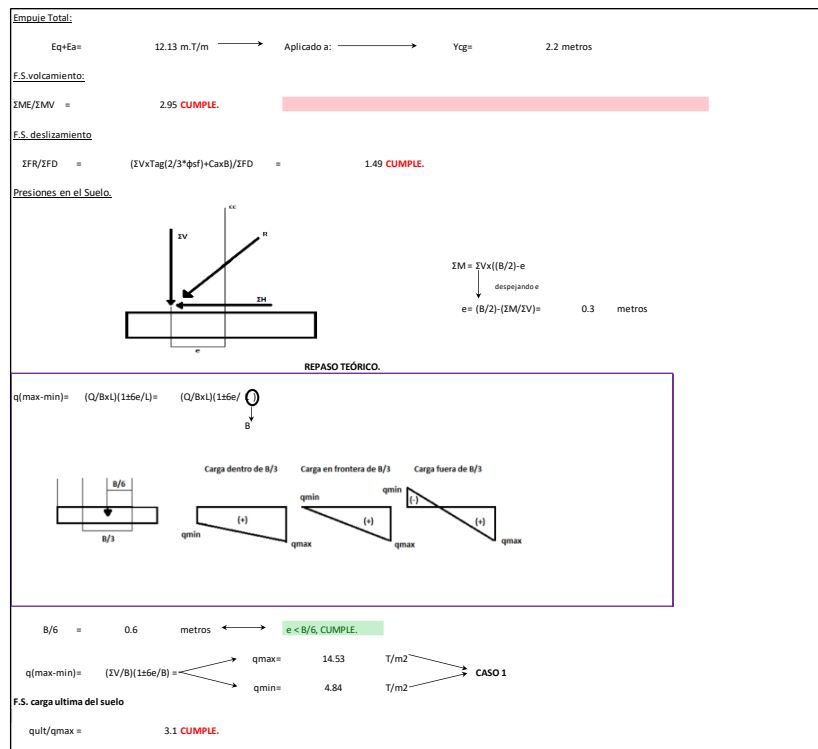 Empuje Total:
Eq+Ea= 12.13 m.T/m Aplicado a: Ycg= 2.2 metros
F.S.volcamiento:
ΣME/ΣMV = 2.95 CUMPLE.
F.S. deslizamiento
ΣFR/ΣFD = (ΣVxTag(2/3*ϕsf)+CaxB)/ΣFD = 1.49 CUMPLE.
Presiones en el Suelo.
cc
ΣV
R
ΣH
e
ΣM = ΣVx((B/2)-e
despejando e
e= (B/2)-(ΣM/ΣV)= 0.3 metros
REPASO TEÓRICO.
q(max-min)= (Q/BxL)(1±6e/L)= (Q/BxL)(1±6e/ )
B
Carga dentro de B/3 Carga en frontera de B/3 Carga fuera de B/3
B/6
B/3
qmin
(+)
qmax
qmin
(+)
qmax
qmin
(-)
(+)
qmax
B/6 = 0.6 metros e < B/6, CUMPLE.
qmax= 14.53 T/m2
q(max-min)= (ΣV/B)(1±6e/B) = CASO 1
qmin= 4.84 T/m2
F.S. carga ultima del suelo
qult/qmax = 3.1 CUMPLE.